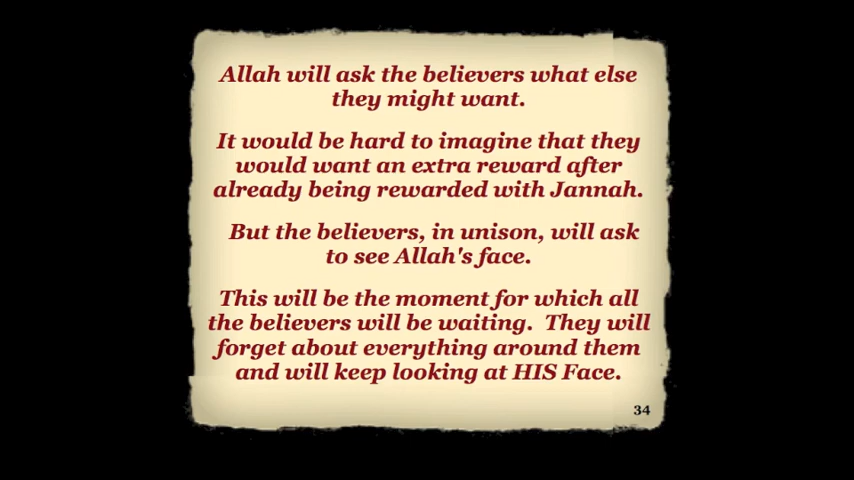 Allah will ask the believers what else
they might want.
It would be hard to imagine that they
would want an extra reward after
already being rewarded with Jannah.
But the believers, in unison, will ask
to see Allah's face.
This will be the moment for which all
the believers will be waiting.  They will
forget about everything around them
and will keep looking at HIS Face.
34